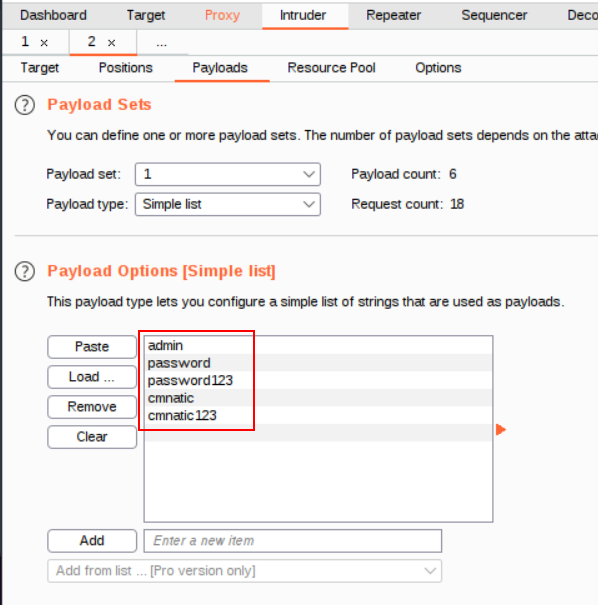 Dashboard Target Proxy Intruder Repeater Sequencer Deco
1 × 2 × ...
Target Positions Payloads Resource Pool Options
? Payload Sets
You can define one or more payload sets. The number of payload sets depends on the atta
Payload set: 1 Payload count: 6
Payload type: Simple list Request count: 18
? Payload Options [Simple list]
This payload type lets you configure a simple list of strings that are used as payloads.
Paste admin
password
Load ... password123
Remove cmnatic
cmnatic123
Clear
Add Enter a new item
Add from list ... [Pro version only]